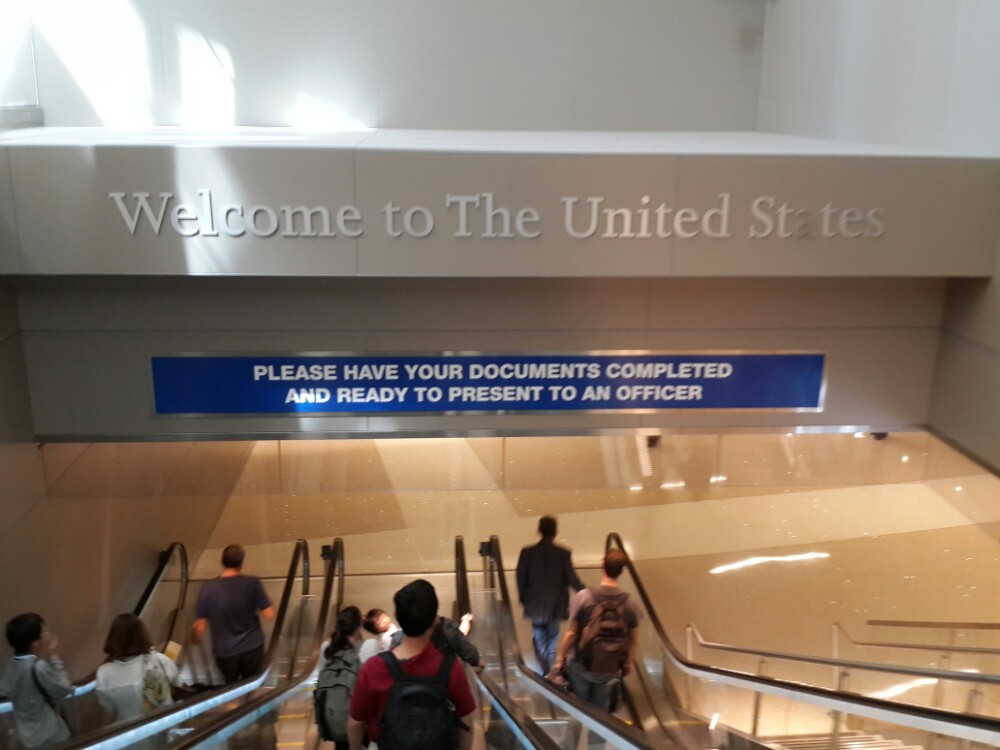 Welcome to The United States
PLEASE HAVE YOUR DOCUMENTS COMPLETED
AND READY TO PRESENT TO AN OFFICER